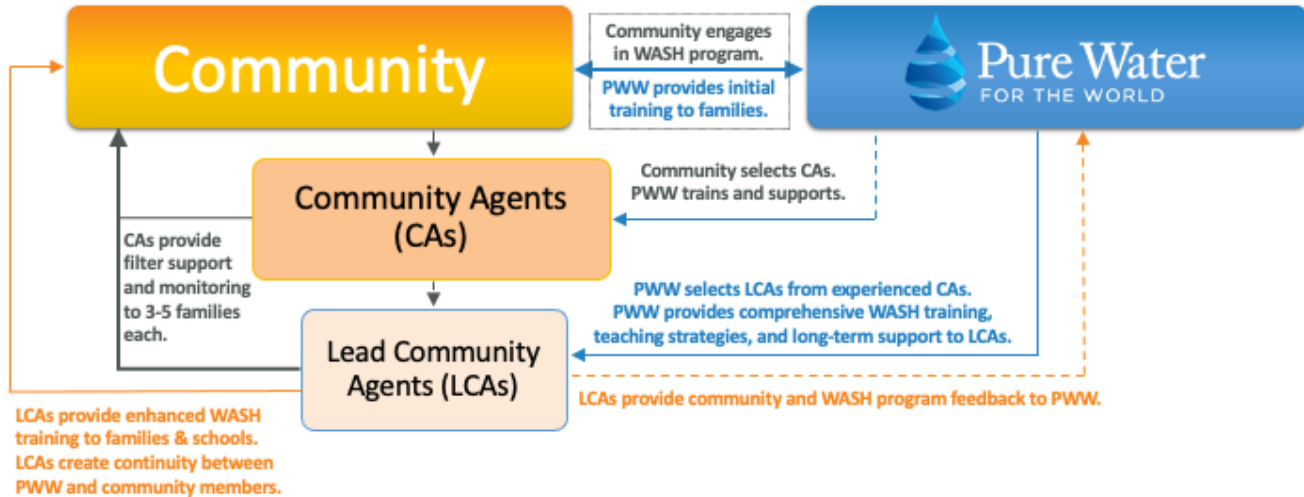 Community
Community engages
in WASH program.
PWW provides initial
training to families.
Pure Water
FOR THE WORLD
Community selects CAs.
PWW trains and supports.
Community Agents
(CAs)
CAs provide
filter support
and monitoring
to 3-5 families
each.
PWW selects LCAs from experienced CAs.
PWW provides comprehensive WASH training,
teaching strategies, and long-term support to LCAs.
Lead Community
Agents (LCAs)
LCAs provide community and WASH program feedback to PWW.
LCAs provide enhanced WASH
training to families & schools.
LCAs create continuity between
PWW and community members.